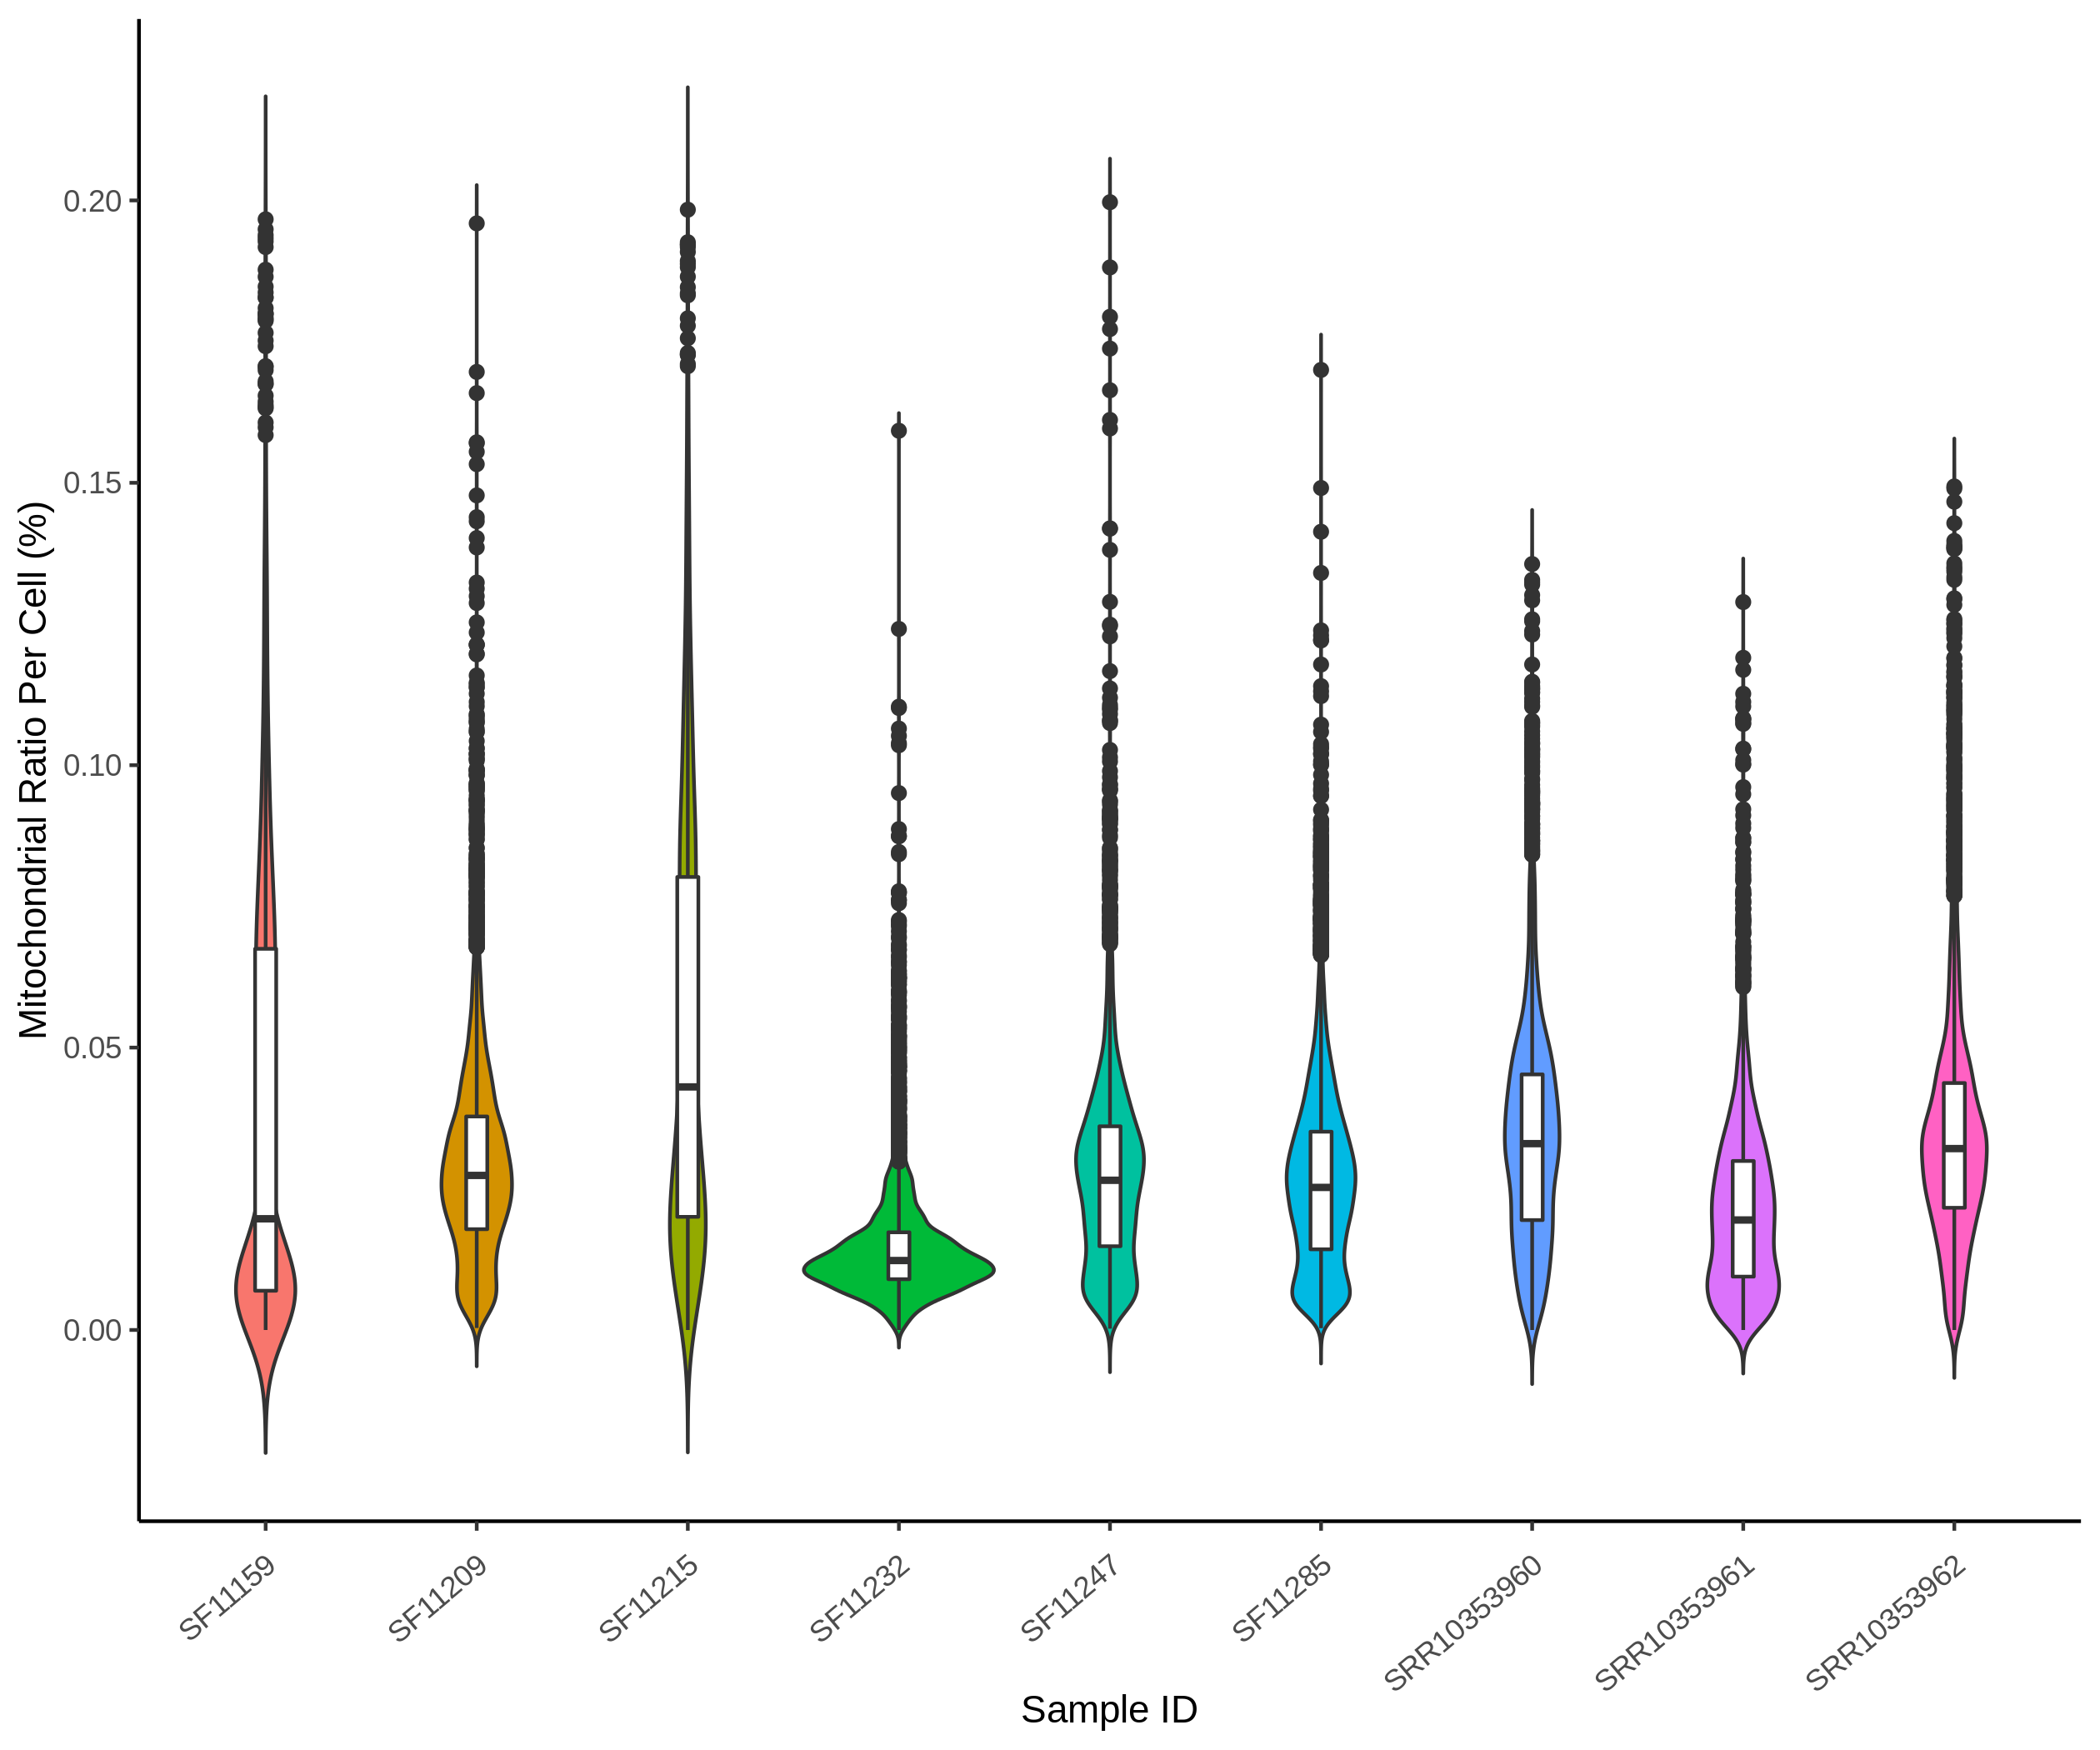 Mitochondrial Ratio Per Cell (%)
0.20
0.15
0.10
0.05
0.00
SF11159
SF11209
SF11215
SF11232
SF11247
SF11285
SRR10353960
SRR10353961
SRR10353962
Sample ID